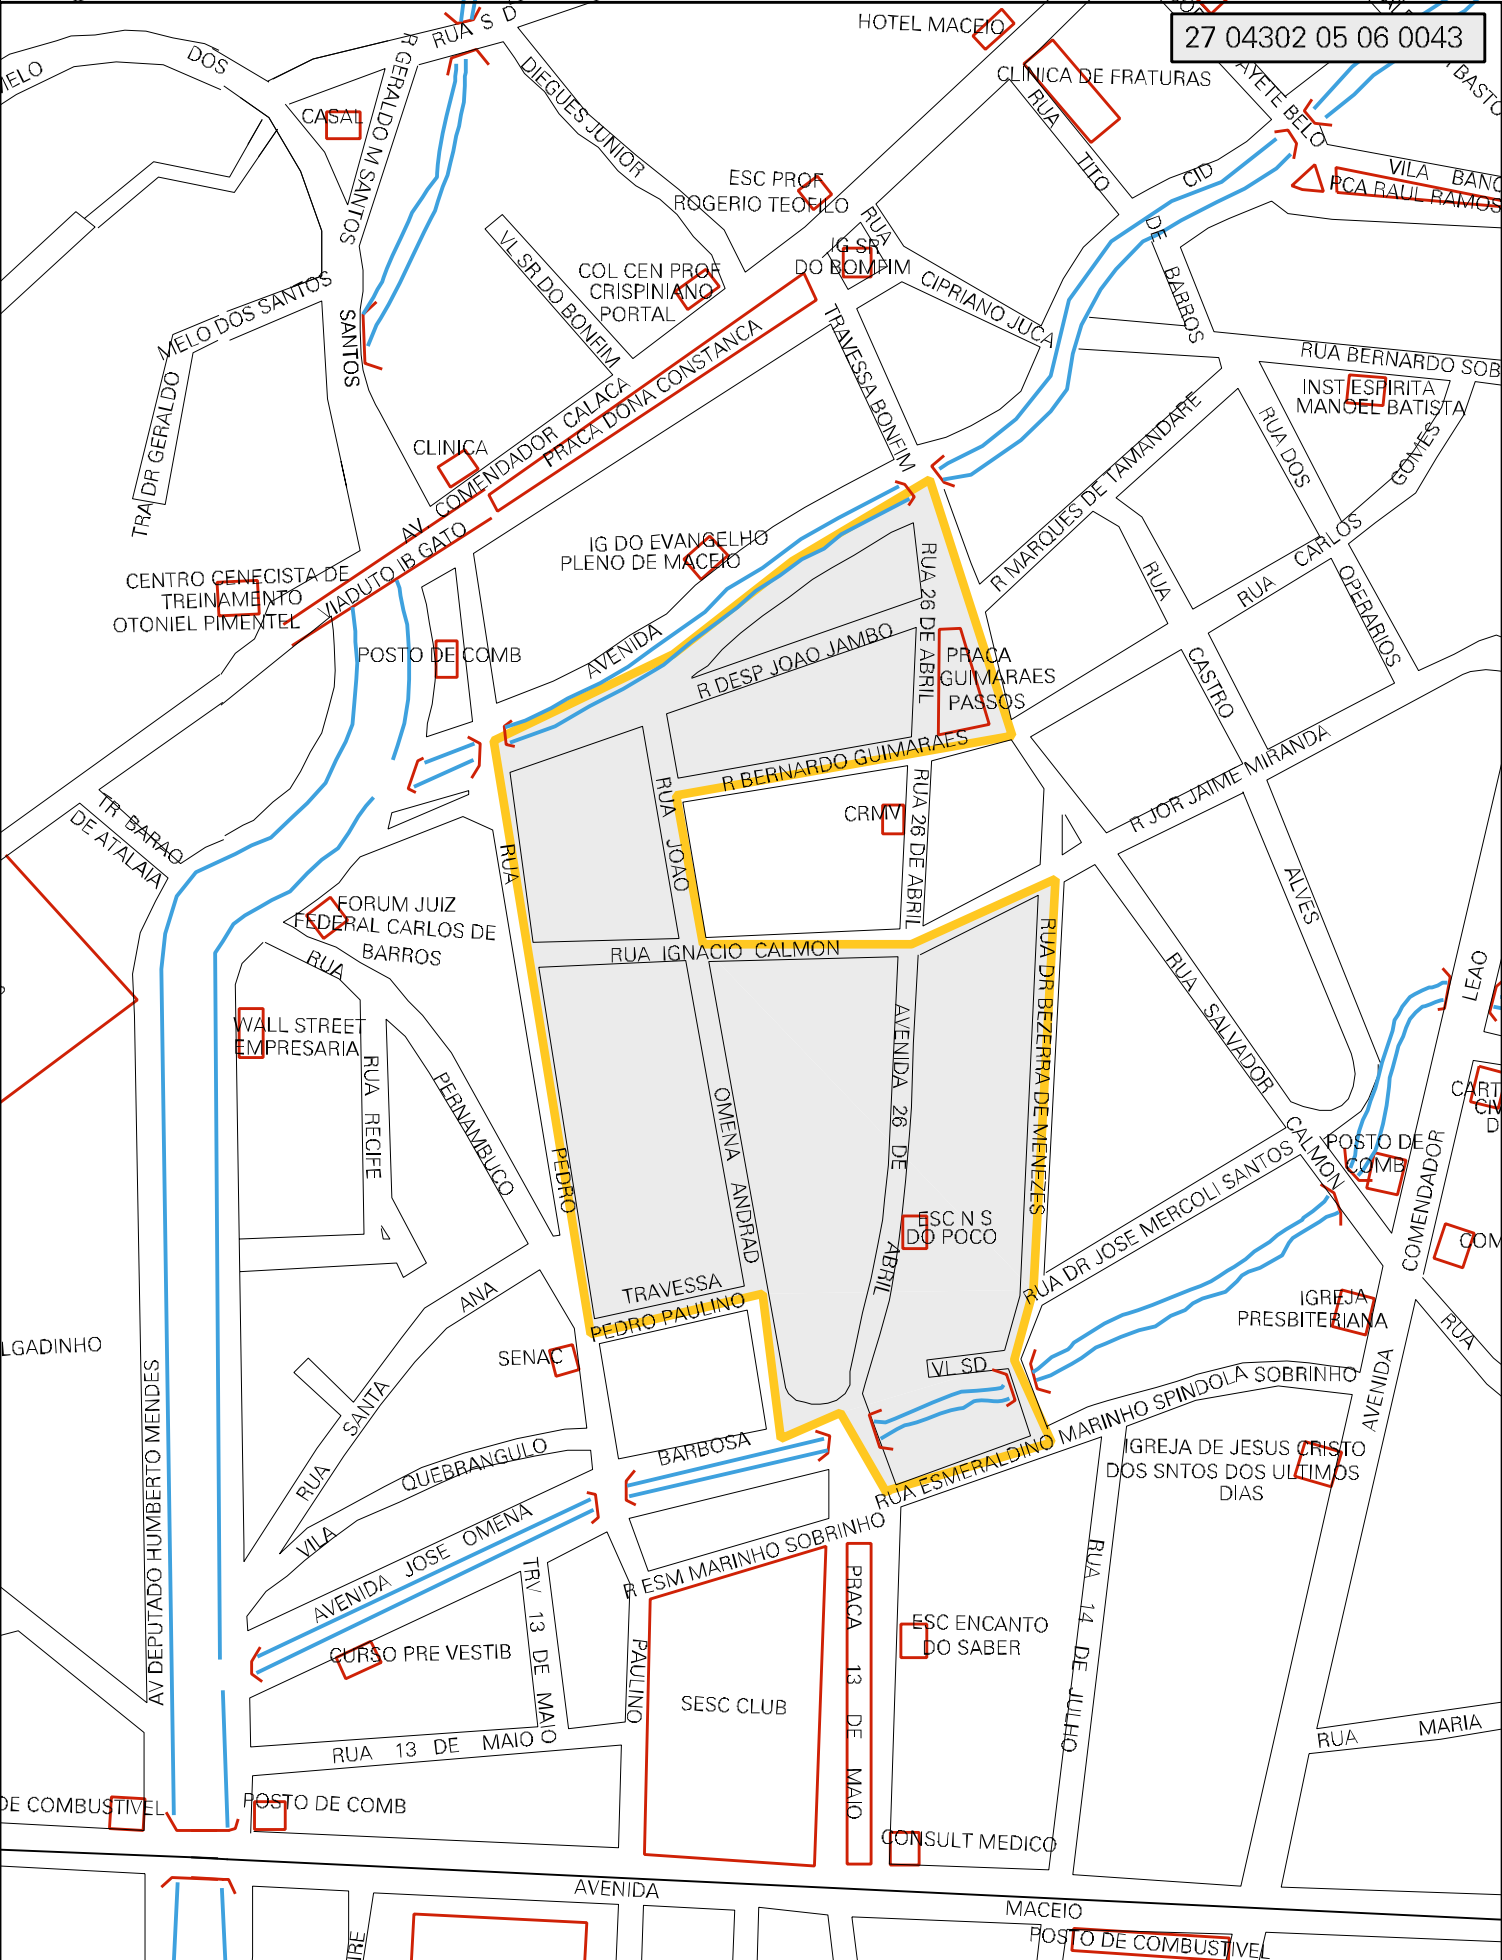 27 04302 05 06 0043
HOTEL MACEIO
RUA S D
DOS
R GERALDO M SANTOS
CASAL
DIEGUES JUNIOR
CLINICA DE FRATURAS
RUA
TITO
AYETE BELO
CID
VILA BANC
PCA RAUL RAMOS
ESC PROF
ROGERIO TEOFILO
RUA
IG SR
DO BOMFIM
CIPRIANO JUCA
DE BARROS
VL SR DO BONFIM
COL CEN PROF
CRISPINIANO
PORTAL
MELO DOS SANTOS
SANTOS
TRA DR GERALDO
TRAVESSA BONFIM
RUA BERNARDO SOB
INST ESPIRITA
MANOEL BATISTA
RUA DOS
OPERARIOS
GOMES
CLINICA
AV COMENDADOR CALACA
PRACA DONA CONSTANCA
VIADUTO IB GATO
R MARQUES DE TAMANDARE
IG DO EVANGELHO
PLENO DE MACEIO
CENTRO CENECISTA DE
TREINAMENTO
OTONIEL PIMENTEL
RUA 26 DE ABRIL
RUA
CASTRO
ALVES
RUA CARLOS
POSTO DE COMB
AVENIDA
R DESP JOAO JAMBO
PRACA
GUIMARAES
PASSOS
R BERNARDO GUIMARAES
R JOR JAIME MIRANDA
TR BARAO
DE ATALAIA
RUA
PEDRO
RUA JOAO
OMENA ANDRAD
CRMV
RUA 26 DE ABRIL
FORUM JUIZ
FEDERAL CARLOS DE
BARROS
RUA
PERNAMBUCO
RUA IGNACIO CALMON
RUA DR BEZERRA DE MENEZES
RUA SALVADOR
CALMON
LEAO
WALL STREET
EMPRESARIA
RUA RECIFE
AVENIDA 26 DE
ABRIL
CART
POSTO DE
COMB
COMENDADOR
AVENIDA
ESC N S
DO POCO
RUA DR JOSE MERCOLI SANTOS
COM
TRAVESSA
PEDRO PAULINO
IGREJA
PRESBITERIANA
RUA
LGADINHO
SENAC
VL SD
RUA SANTA ANA
AV DEPUTADO HUMBERTO MENDES
RUA ESMERALDINO MARINHO SPINDOLA SOBRINHO
BARBOSA
QUEBRANGULO
VILA
IGREJA DE JESUS CRISTO
DOS SNTOS DOS ULTIMOS
DIAS
AVENIDA JOSE OMENA
R ESM MARINHO SOBRINHO
TRV 13 DE MAIO
PAULINO
PRACA 13 DE MAIO
RUA 14 DE JULHO
ESC ENCANTO
DO SABER
CURSO PRE VESTIB
SESC CLUB
RUA 13 DE MAIO
RUA MARIA
DE COMBUSTIVEL
POSTO DE COMB
CONSULT MEDICO
AVENIDA
MACEIO
POSTO DE COMBUSTIVEL